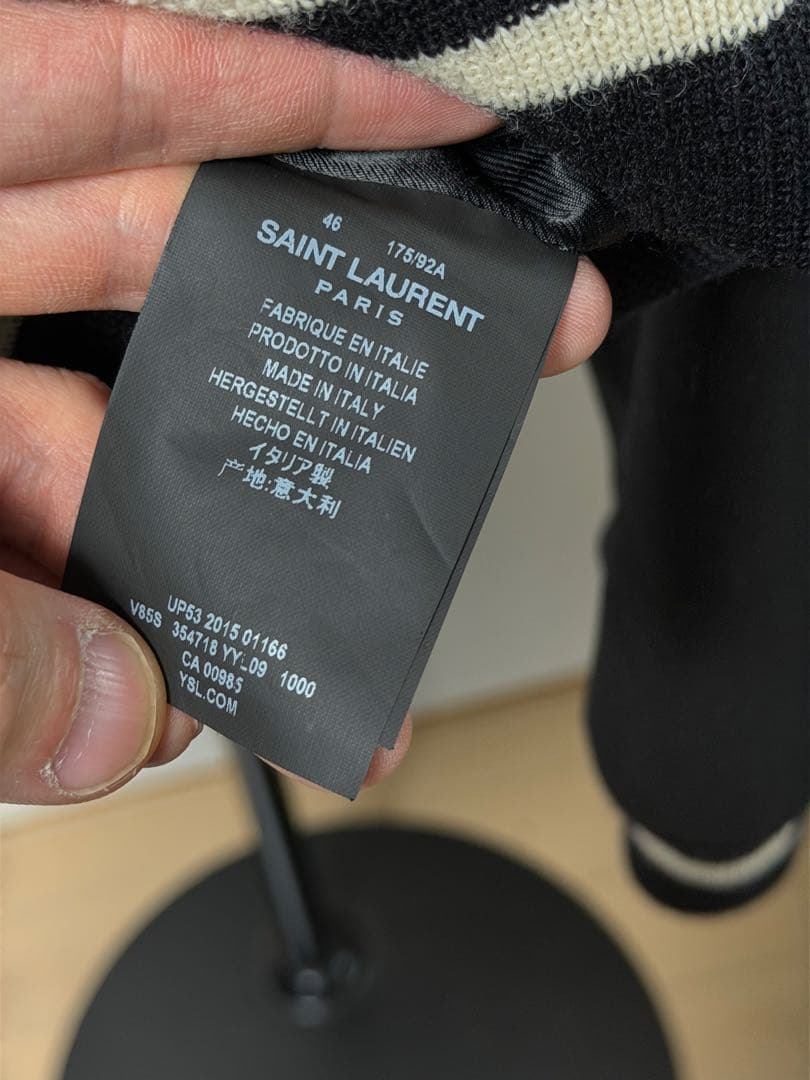 46 175/92A
SAINT LAURENT
PARIS
FABRIQUE EN ITALIE
PRODOTTO IN ITALIA
MADE IN ITALY
HERGESTELLT IN ITALIEN
HECHO EN ITALIA
イタリア製
产地:意大利
UP53 2015 01166
V85S 354718 YYL09 1000
CA 00985
YSL.COM